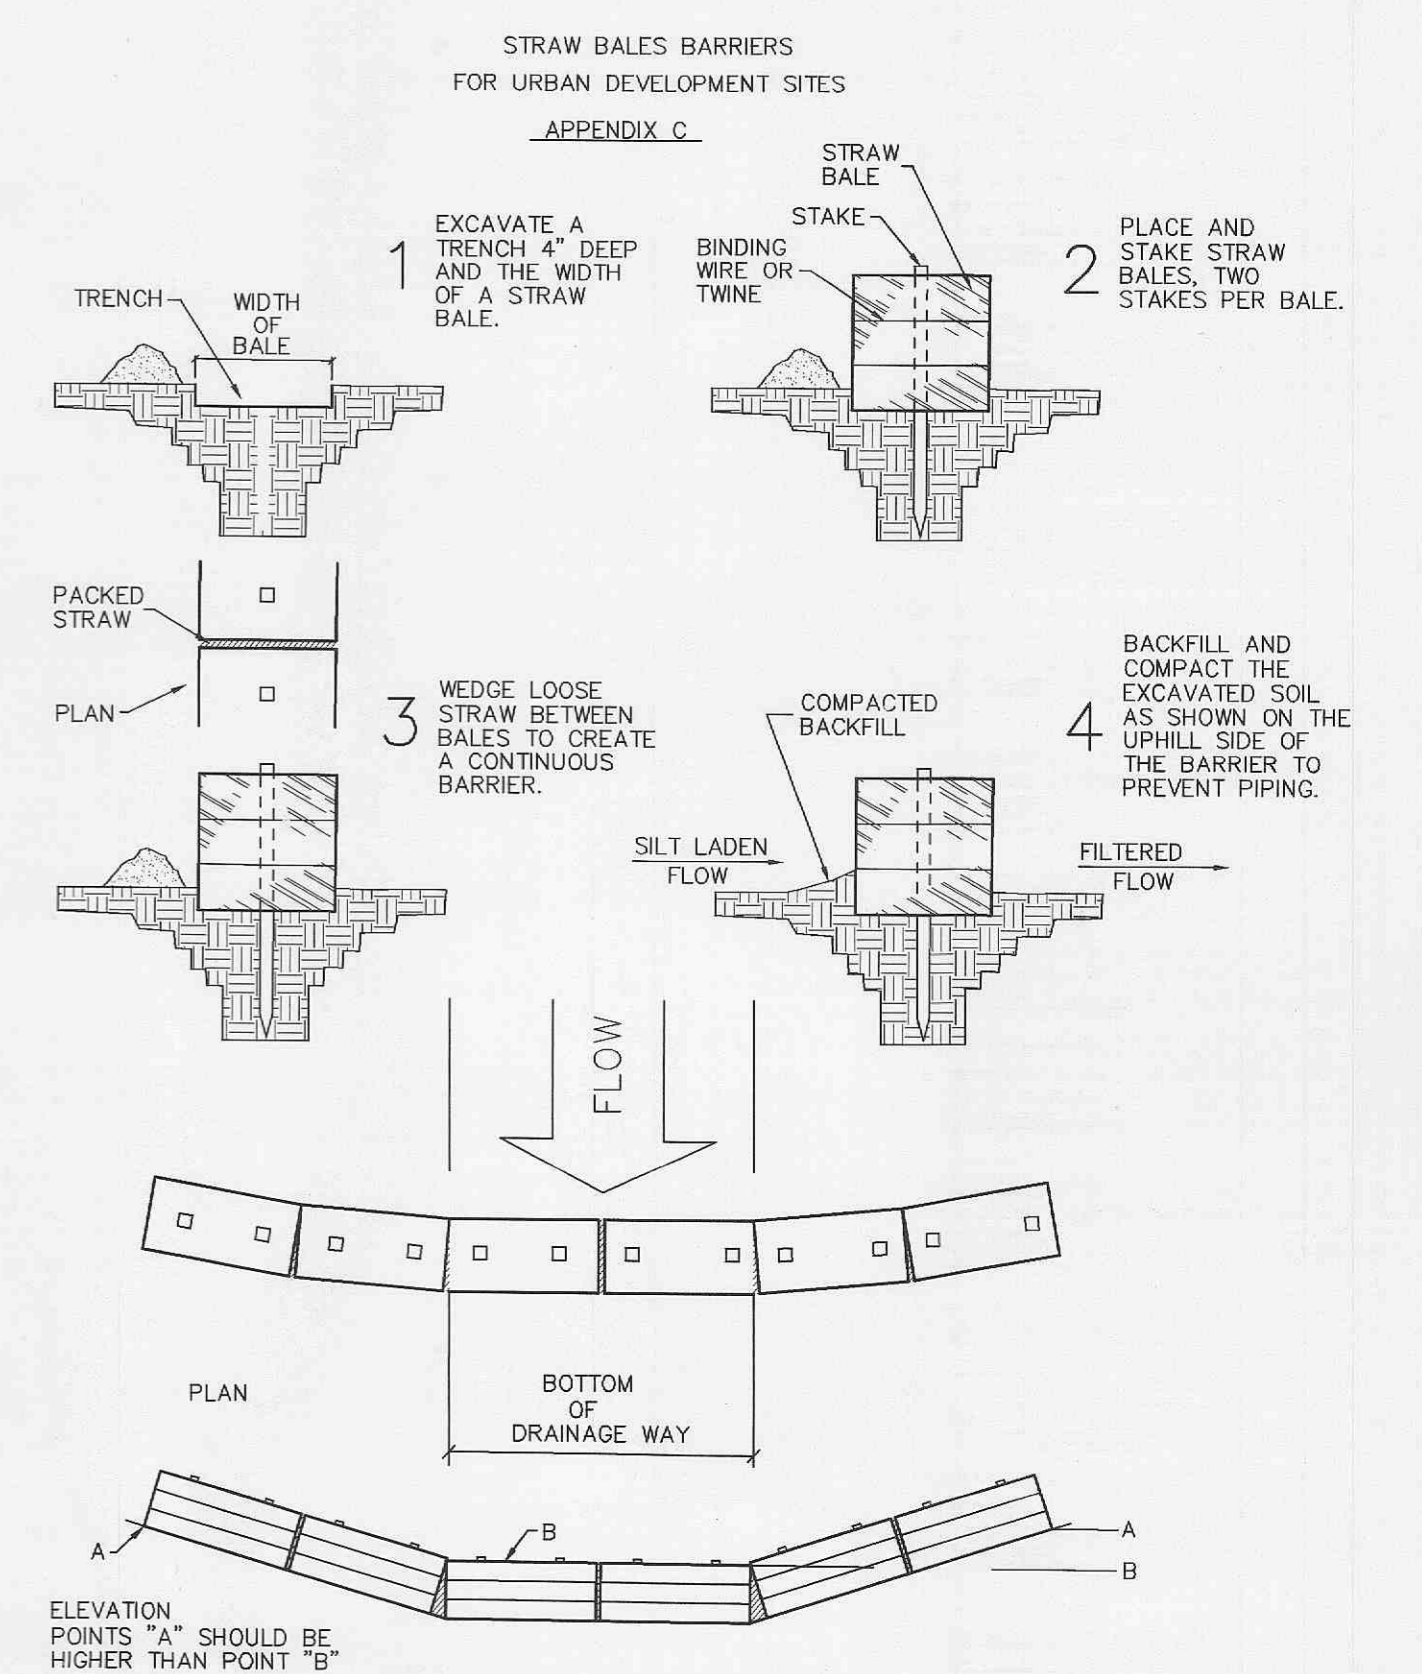 STRAW BALES BARRIERS
FOR URBAN DEVELOPMENT SITES
APPENDIX C
1
EXCAVATE A
TRENCH 4" DEEP
AND THE WIDTH
OF A STRAW
BALE.
TRENCH
WIDTH
OF
BALE
STRAW
BALE
STAKE
BINDING
WIRE OR
TWINE
2
PLACE AND
STAKE STRAW
BALES, TWO
STAKES PER BALE.
PACKED
STRAW
PLAN
3
WEDGE LOOSE
STRAW BETWEEN
BALES TO CREATE
A CONTINUOUS
BARRIER.
COMPACTED
BACKFILL
4
BACKFILL AND
COMPACT THE
EXCAVATED SOIL
AS SHOWN ON THE
UPHILL SIDE OF
THE BARRIER TO
PREVENT PIPING.
SILT LADEN
FLOW
FILTERED
FLOW
FLOW
PLAN
BOTTOM
OF
DRAINAGE WAY
A
B
A
B
ELEVATION
POINTS "A" SHOULD BE
HIGHER THAN POINT "B"